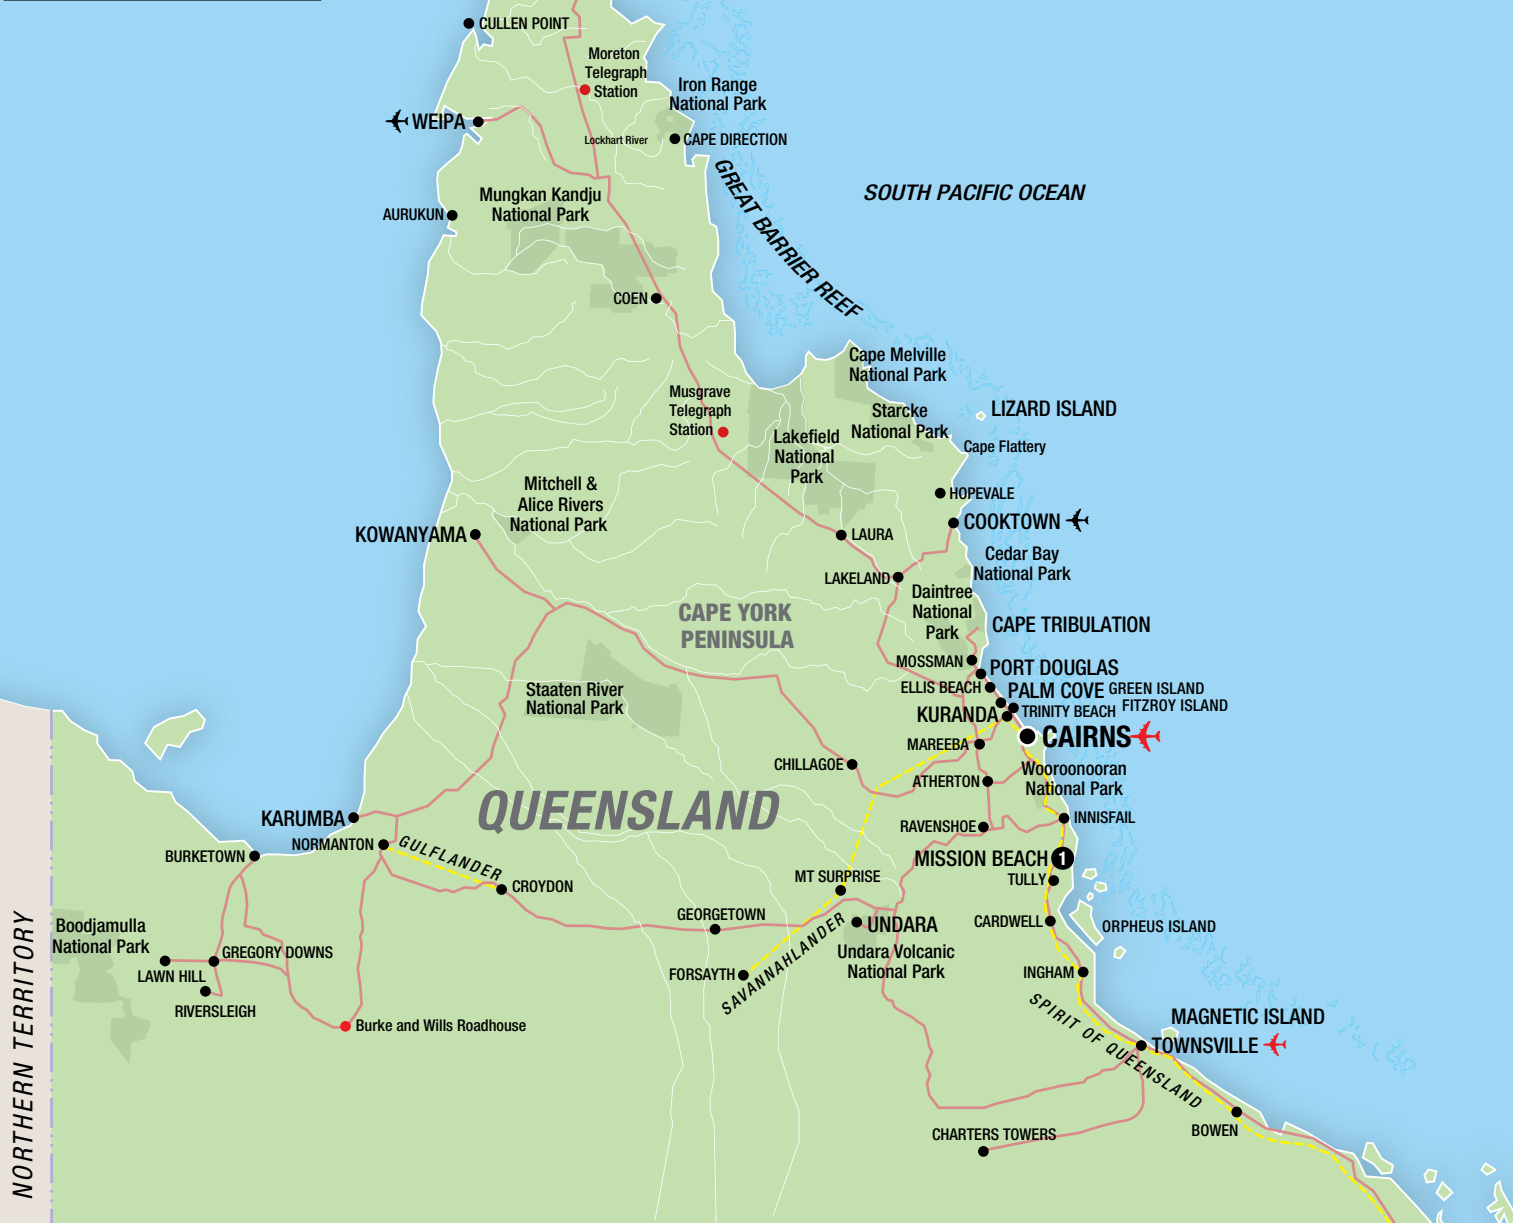 CULLEN POINT
Moreton
Telegraph
Station
Iron Range
National Park
WEIPA
Lockhart River
CAPE DIRECTION
GREAT BARRIER REEF
SOUTH PACIFIC OCEAN
Mungkan Kandju
National Park
AURUKUN
COEN
Cape Melville
National Park
Musgrave
Telegraph
Station
Starcke
National Park
LIZARD ISLAND
Lakefield
National
Park
Cape Flattery
Mitchell &
Alice Rivers
National Park
HOPEVALE
KOWANYAMA
LAURA
COOKTOWN
Cedar Bay
National Park
LAKELAND
Daintree
National
Park
CAPE YORK
PENINSULA
CAPE TRIBULATION
MOSSMAN
PORT DOUGLAS
ELLIS BEACH
PALM COVE
GREEN ISLAND
Staaten River
National Park
FITZROY ISLAND
TRINITY BEACH
KURANDA
CAIRNS
MAREEBA
CHILLAGOE
Wooroonooran
National Park
ATHERTON
QUEENSLAND
KARUMBA
INNISFAIL
RAVENSHOE
NORMANTON
GULFLANDER
BURKETOWN
MISSION BEACH
1
MT SURPRISE
TULLY
CROYDON
GEORGETOWN
UNDARA
CARDWELL
ORPHEUS ISLAND
Boodjamulla
National Park
GREGORY DOWNS
Undara Volcanic
National Park
LAWN HILL
FORSAYTH
SAVANNAHLANDER
INGHAM
RIVERSLEIGH
Burke and Wills Roadhouse
SPIRIT OF QUEENSLAND
MAGNETIC ISLAND
TOWNSVILLE
NORTHERN TERRITORY
CHARTERS TOWERS
BOWEN